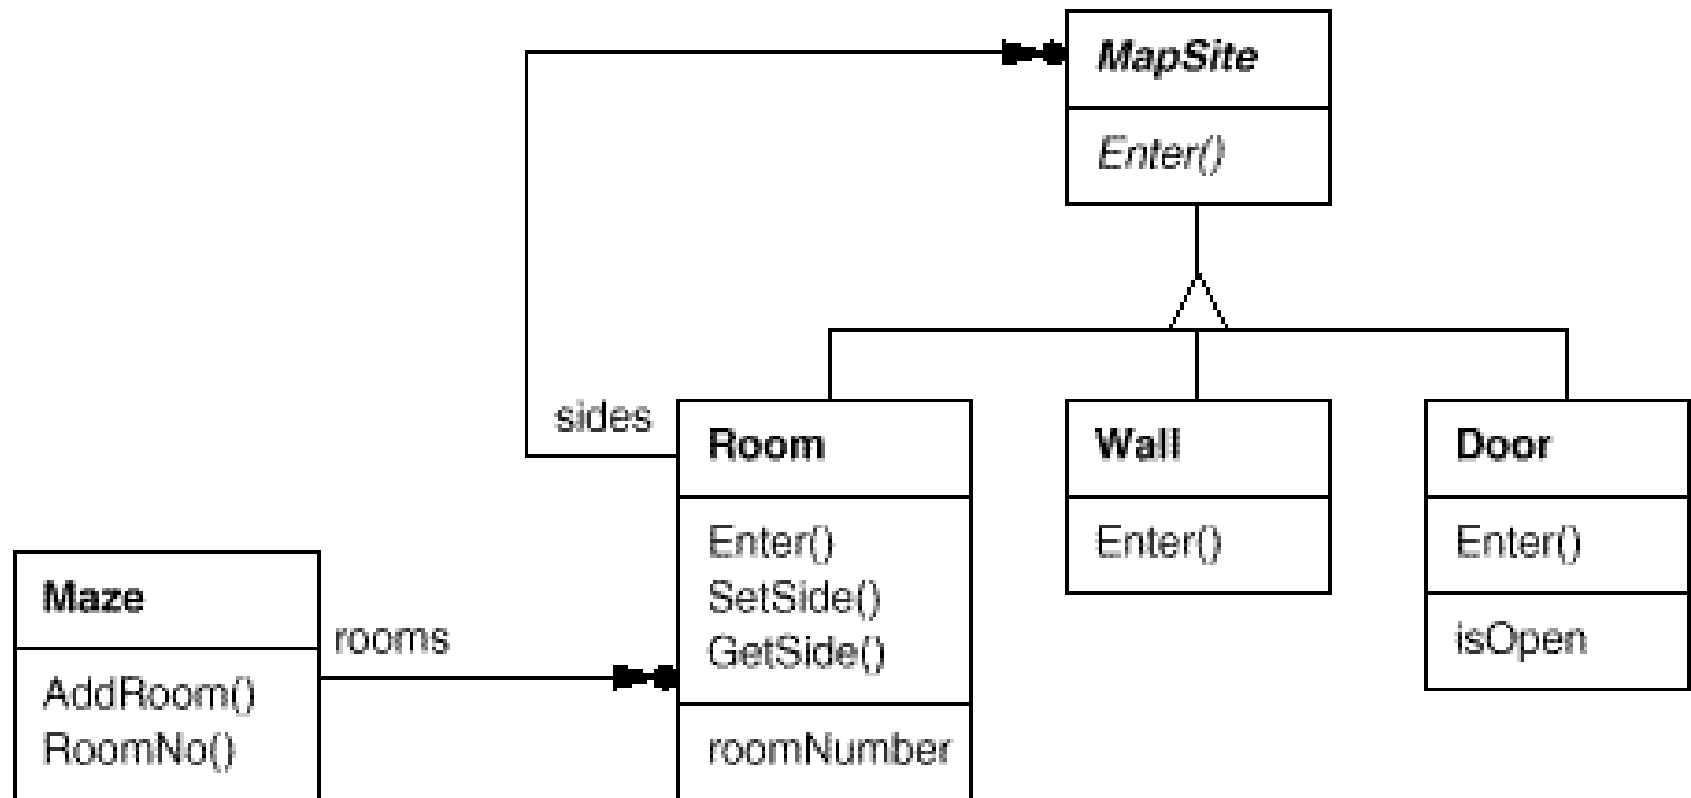 MapSite
Enter()
sides
Room
Enter()
SetSide()
GetSide()
roomNumber
Wall
Enter()
Door
Enter()
isOpen
Maze
rooms
AddRoom()
RoomNo()